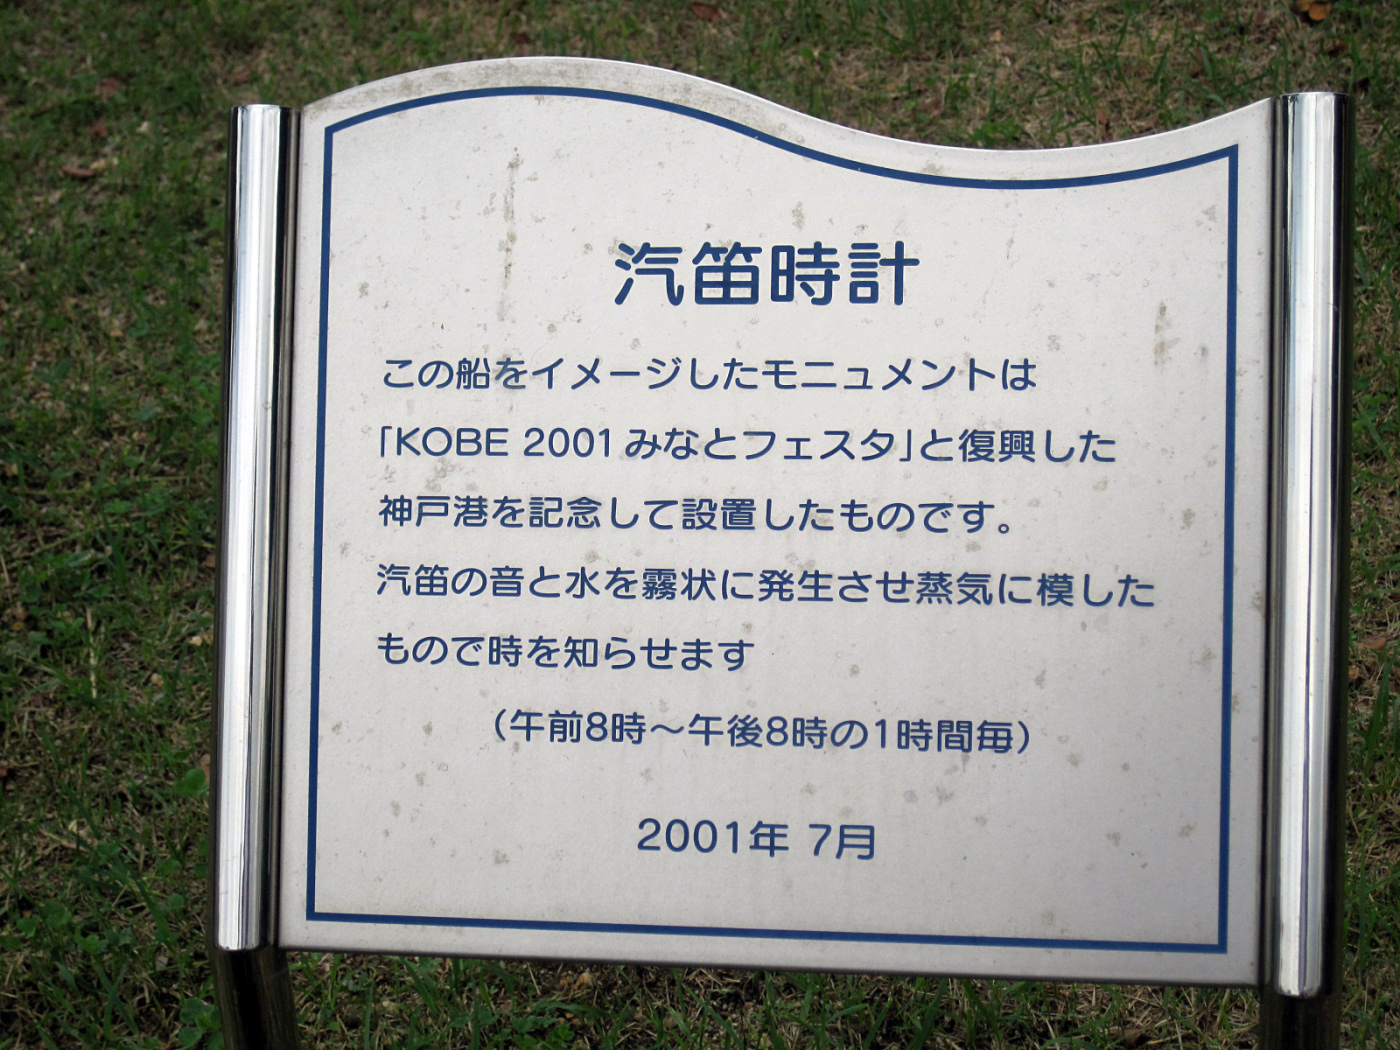 汽笛時計
この船をイメージしたモニュメントは
「KOBE 2001みなとフェスタ」と復興した
神戸港を記念して設置したものです。
汽笛の音と水を霧状に発生させ蒸気に模した
もので時を知らせます
（午前8時～午後8時の1時間毎）
2001年 7月